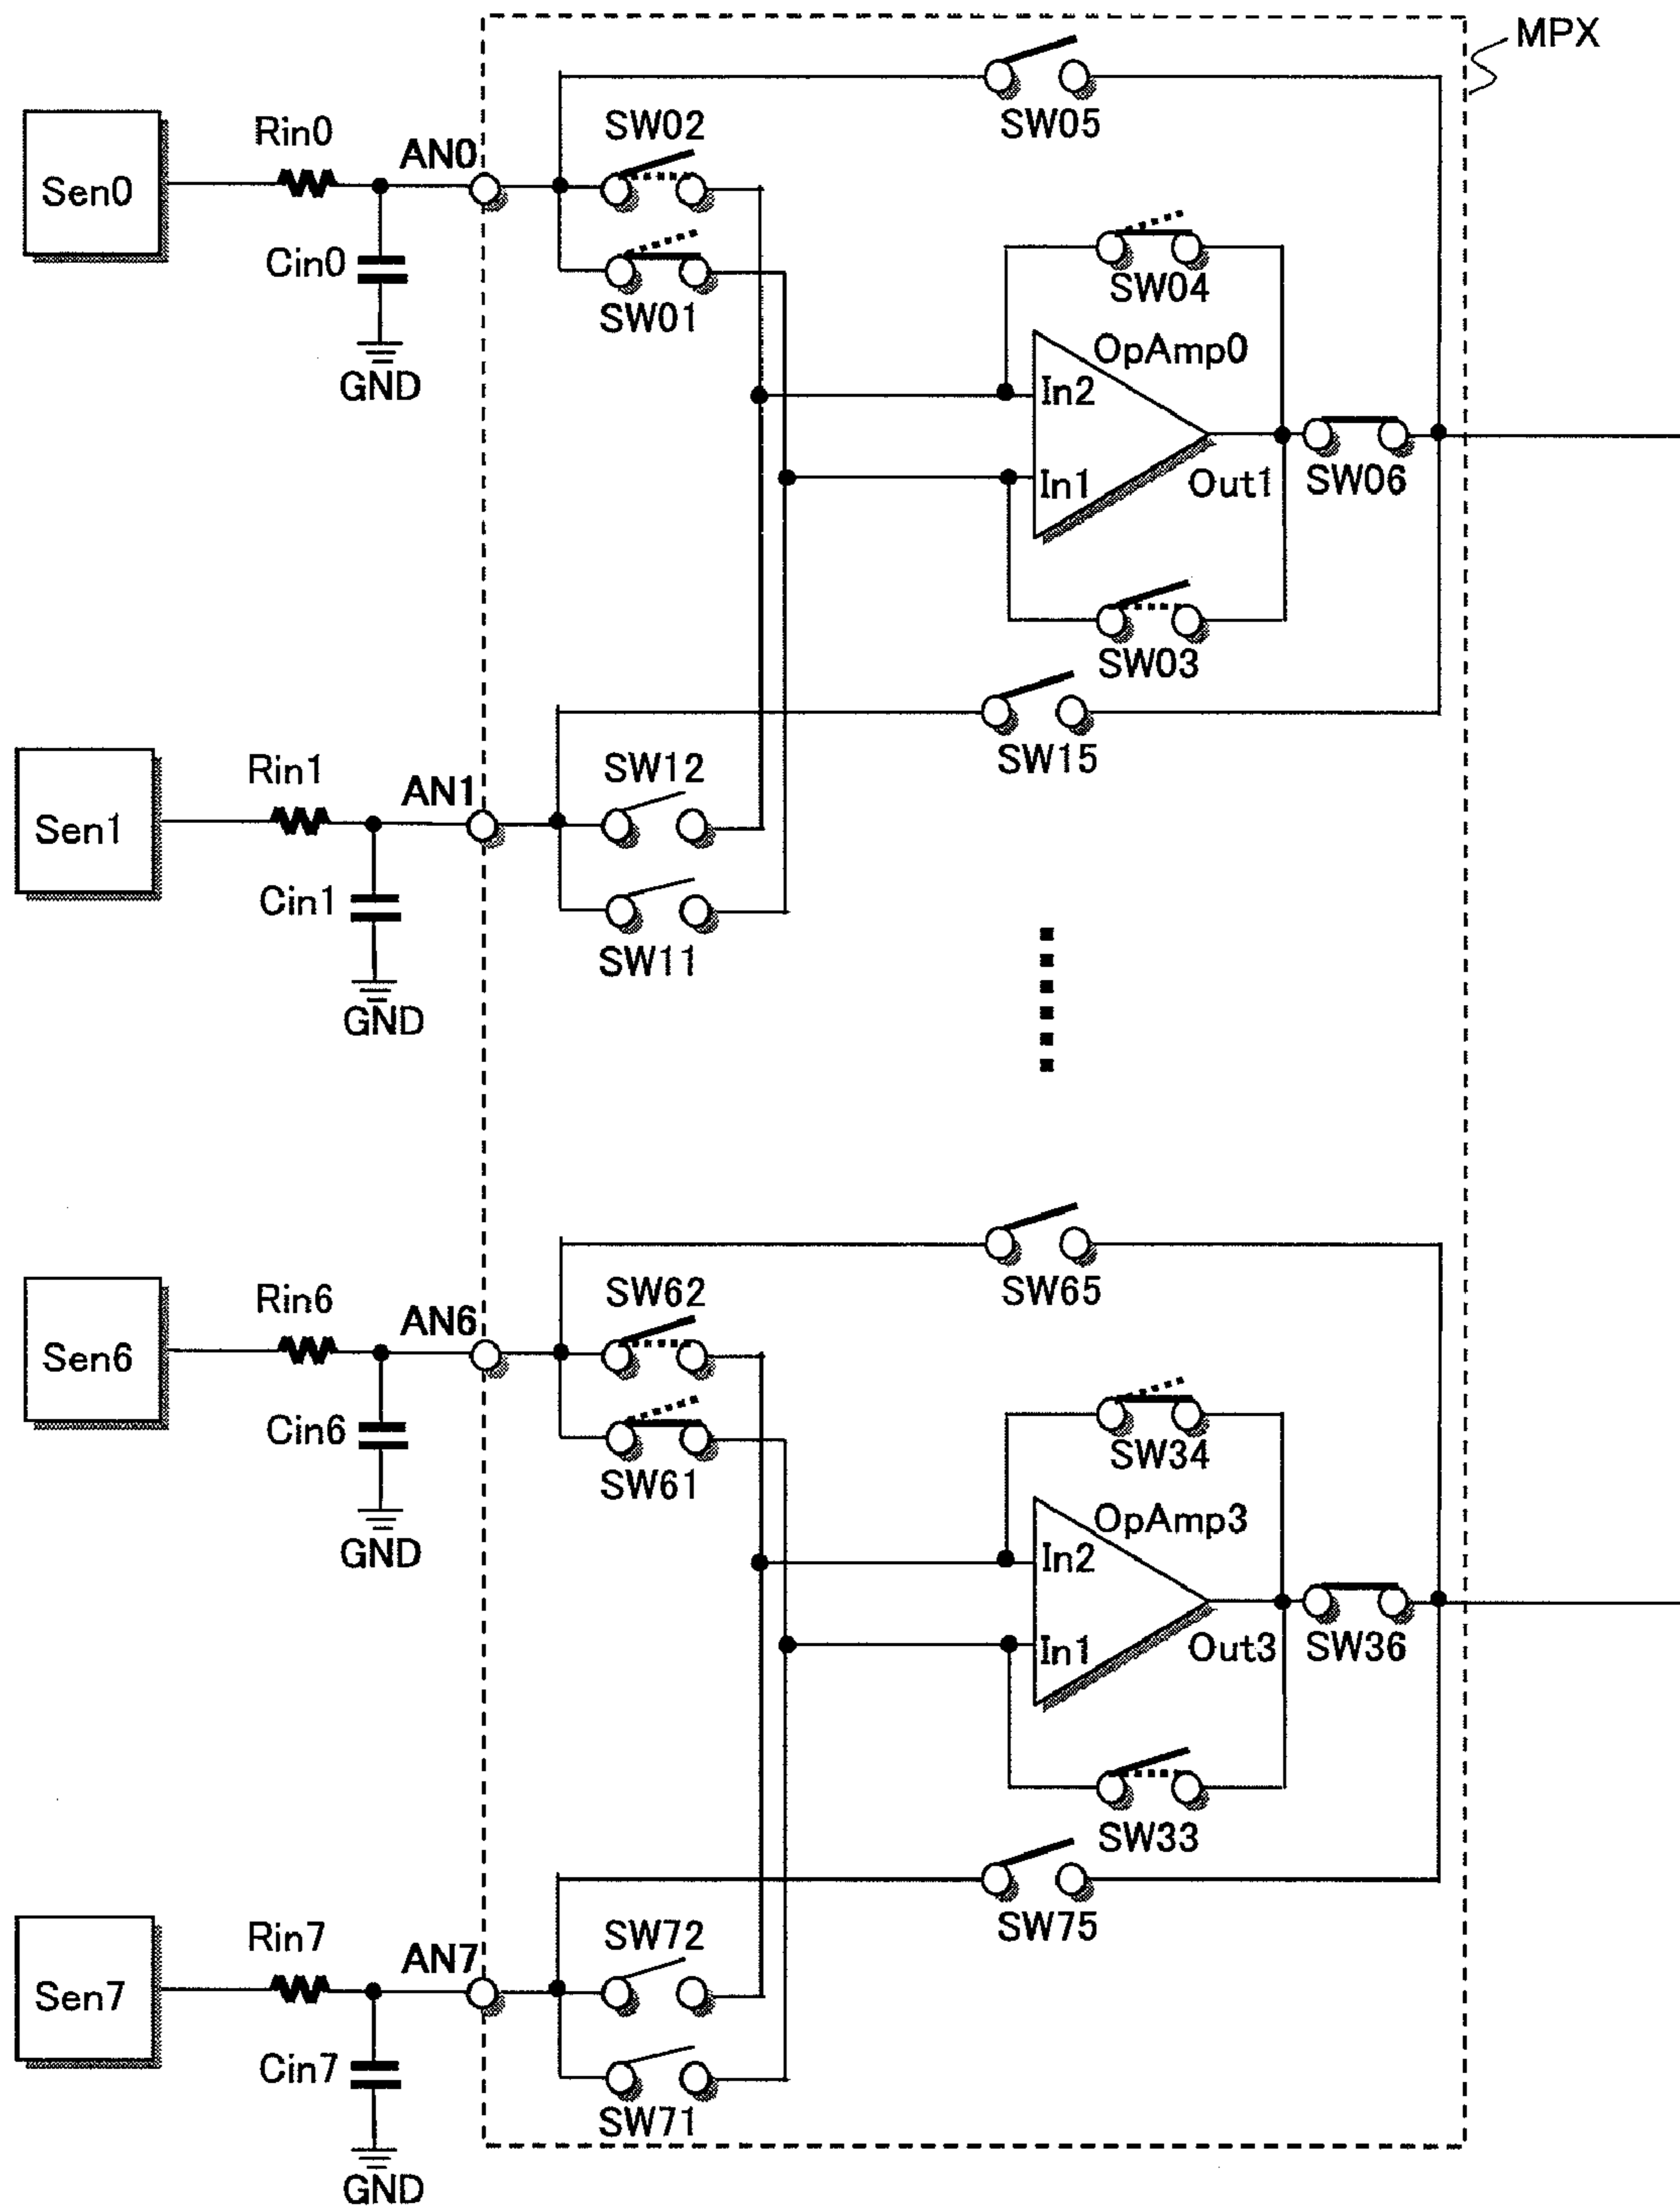 MPX
SW05
Sen0
Rin0
AN0
SW02
Cin0
SW01
GND
SW04
OpAmp0
In2
In1
Out1
SW06
SW03
SW15
Sen1
Rin1
AN1
SW12
Cin1
SW11
GND
SW65
Sen6
Rin6
AN6
SW62
Cin6
SW61
GND
SW34
OpAmp3
In2
In1
Out3
SW36
SW33
SW75
Sen7
Rin7
AN7
SW72
Cin7
SW71
GND